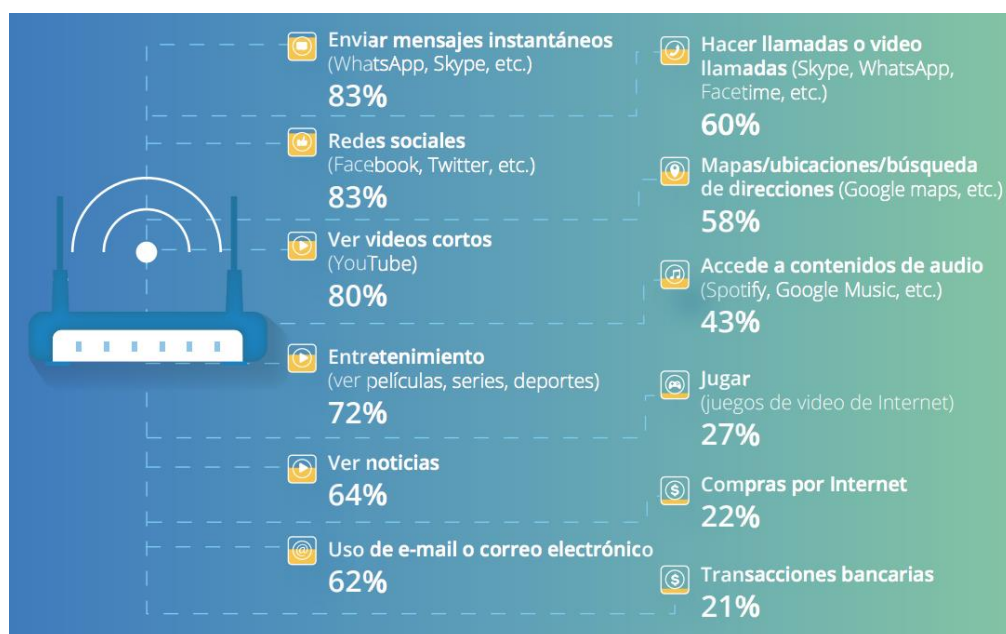 Enviar mensajes instantáneos
(WhatsApp, Skype, etc.)
83%
Redes sociales
(Facebook, Twitter, etc.)
83%
Ver videos cortos
(YouTube)
80%
Entretenimiento
(ver películas, series, deportes)
72%
Ver noticias
64%
Uso de e-mail o correo electrónico
62%
Hacer llamadas o video
llamadas (Skype, WhatsApp,
Facetime, etc.)
60%
Mapas/ubicaciones/búsqueda
de direcciones (Google maps, etc.)
58%
Accede a contenidos de audio
(Spotify, Google Music, etc.)
43%
Jugar
(juegos de video de Internet)
27%
Compras por Internet
22%
Transacciones bancarias
21%